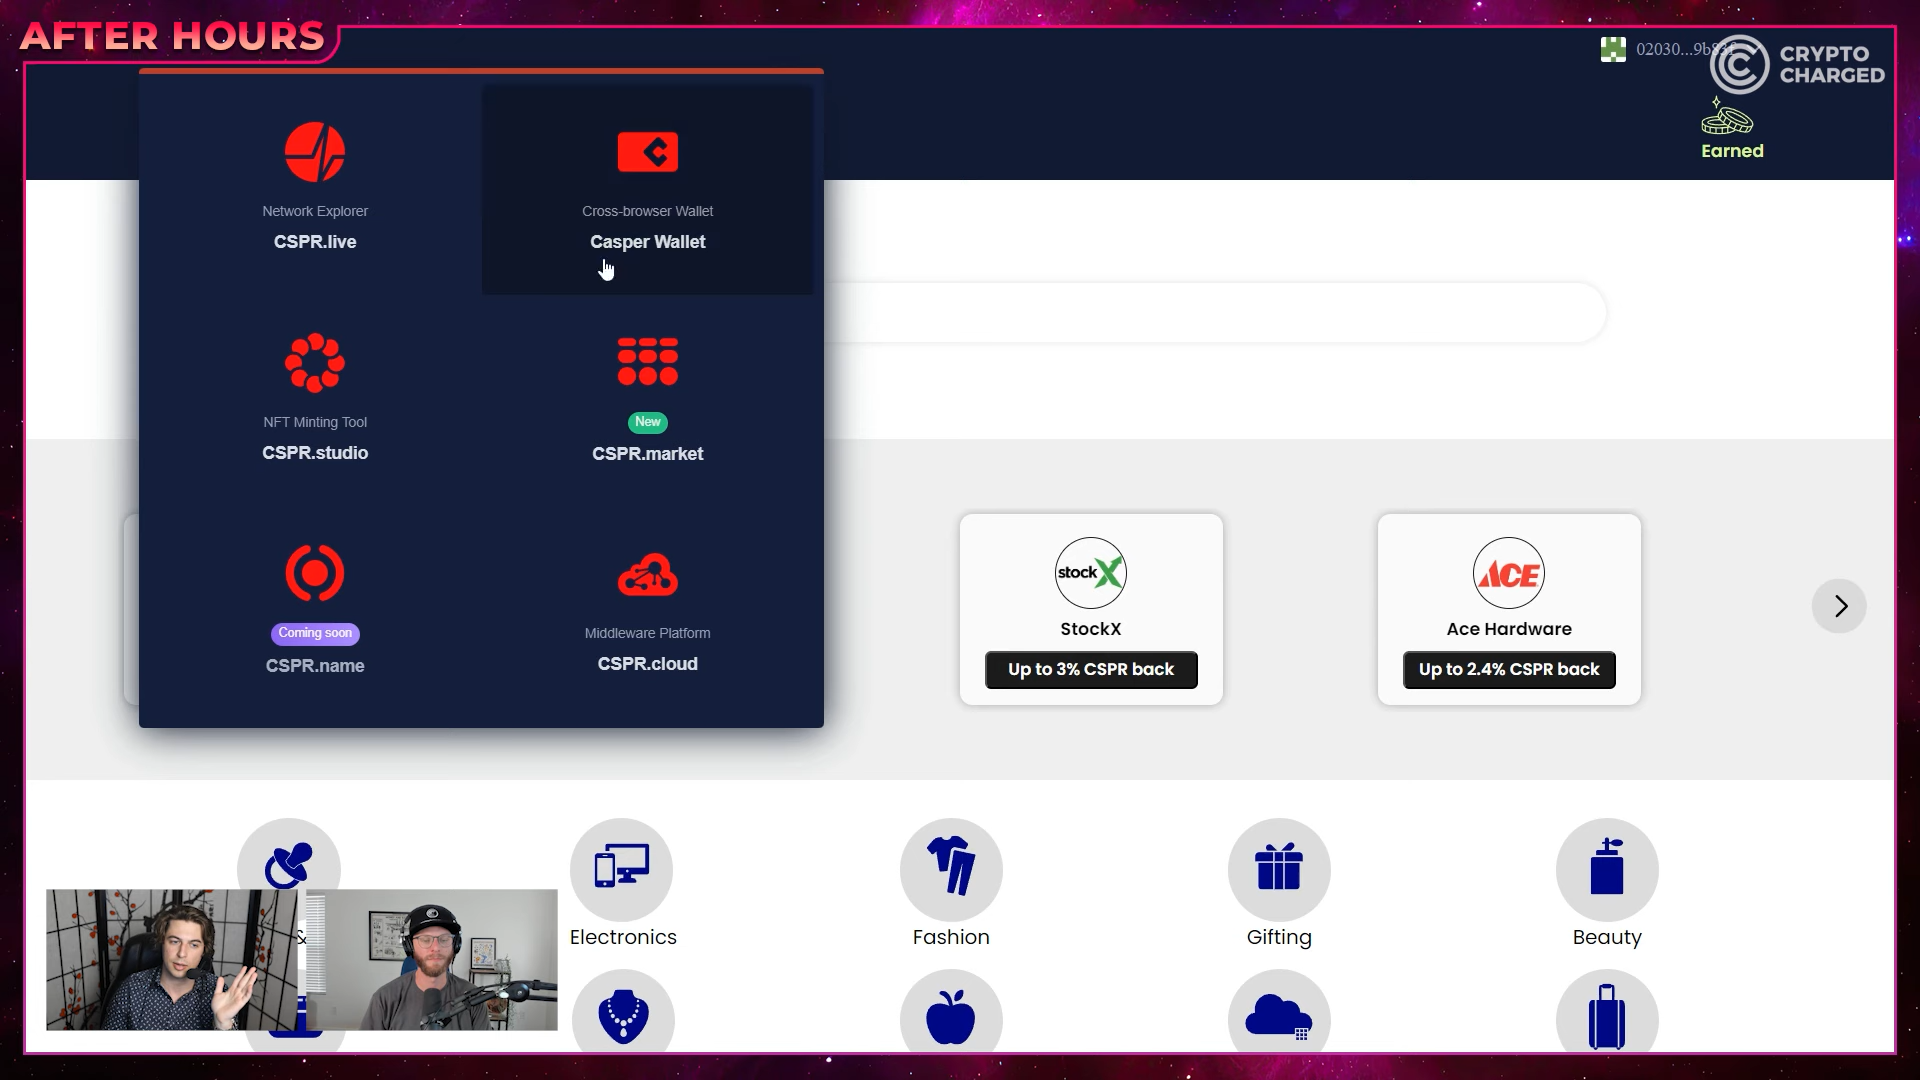 AFTER HOURS
02030...9b83f
CRYPTO
CHARGED
Earned
Network Explorer
CSPR.live
Cross-browser Wallet
Casper Wallet
NFT Minting Tool
CSPR.studio
New
CSPR.market
Coming soon
CSPR.name
Middleware Platform
CSPR.cloud
stockX
StockX
Up to 3% CSPR back
ACE
Ace Hardware
Up to 2.4% CSPR back
&
Electronics
Fashion
Gifting
Beauty